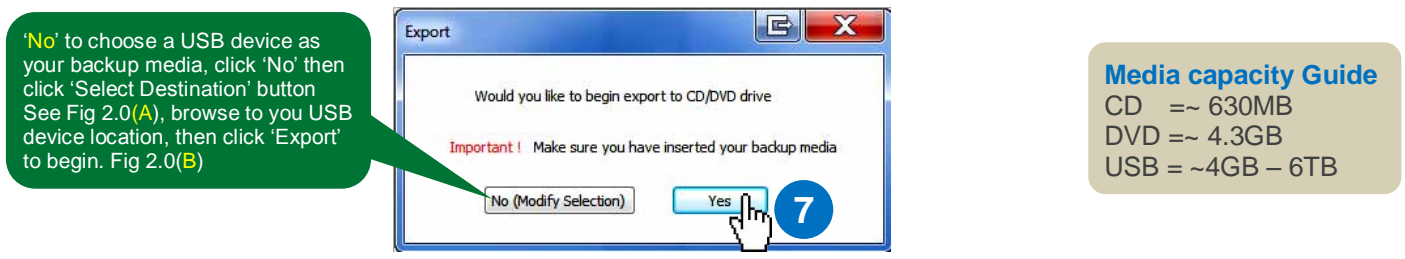 ‘No’ to choose a USB device as
your backup media, click ‘No’ then
click ‘Select Destination’ button
See Fig 2.0(A), browse to you USB
device location, then click ‘Export’
to begin. Fig 2.0(B)
Export
Would you like to begin export to CD/DVD drive
Important ! Make sure you have inserted your backup media
No (Modify Selection)
Yes
7
Media capacity Guide
CD =~ 630MB
DVD =~ 4.3GB
USB = ~4GB – 6TB